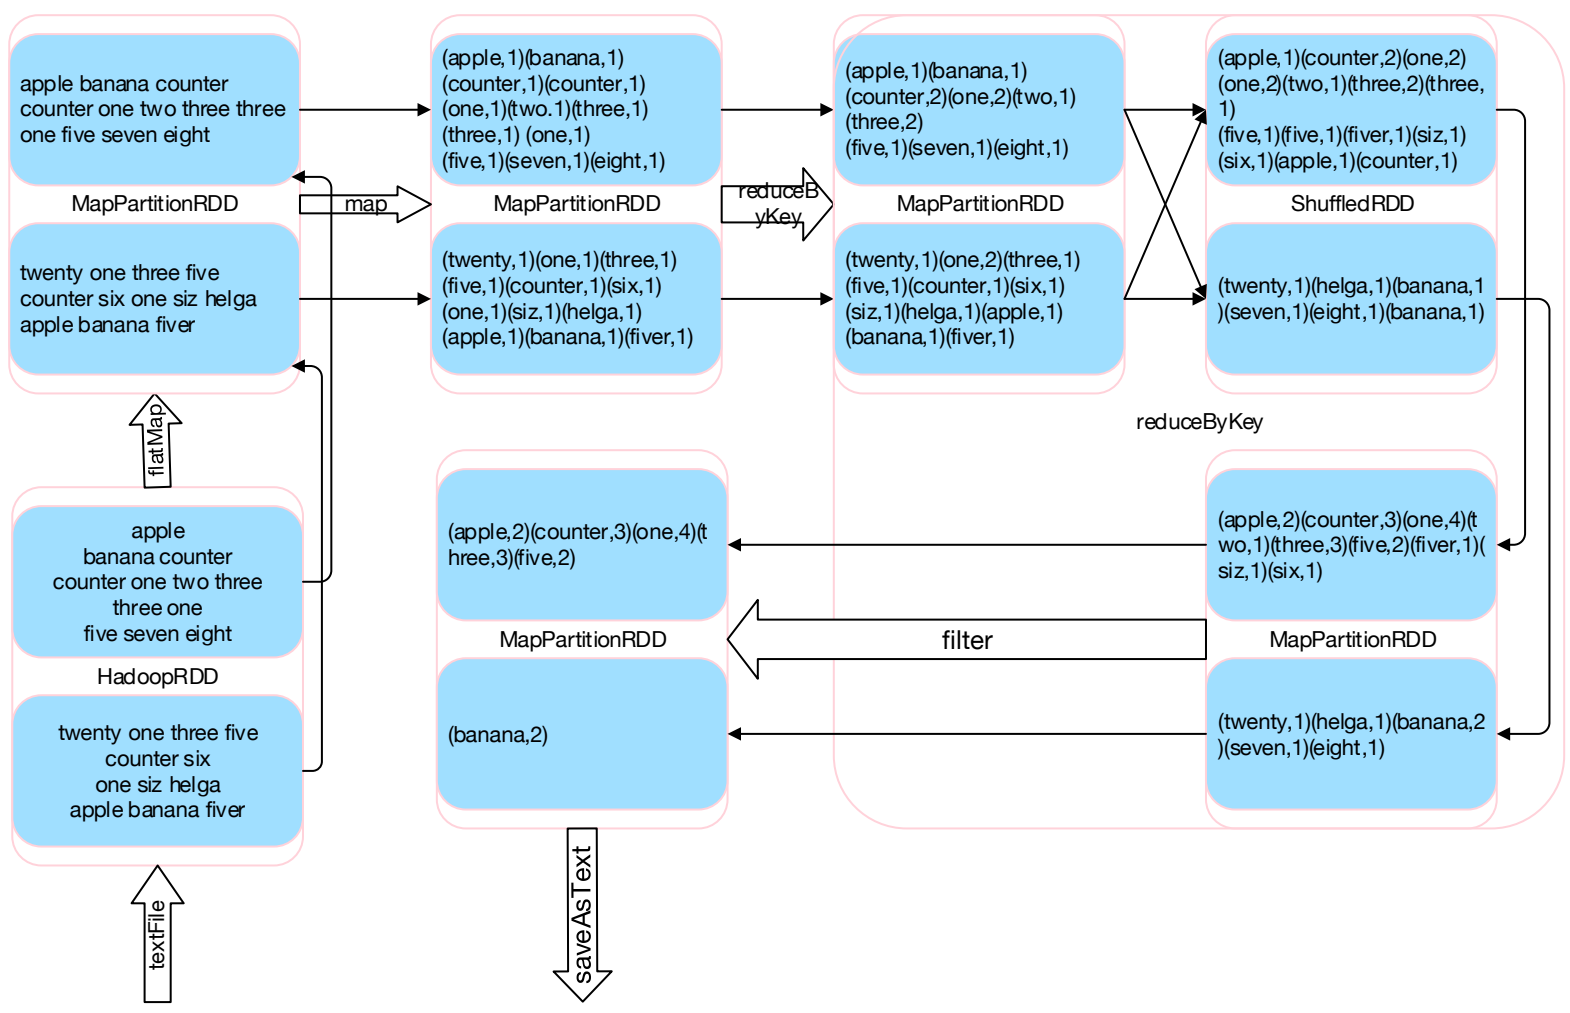 apple banana counter
counter one two three three
one five seven eight
MapPartitionRDD
twenty one three five
counter six one siz helga
apple banana fiver
map
(apple,1)(banana,1)
(counter,1)(counter,1)
(one,1)(two.1)(three,1)
(three,1) (one,1)
(five,1)(seven,1)(eight,1)
MapPartitionRDD
(twenty,1)(one,1)(three,1)
(five,1)(counter,1)(six,1)
(one,1)(siz,1)(helga,1)
(apple,1)(banana,1)(fiver,1)
reduceB
yKey
(apple,1)(banana,1)
(counter,2)(one,2)(two,1)
(three,2)
(five,1)(seven,1)(eight,1)
MapPartitionRDD
(twenty,1)(one,2)(three,1)
(five,1)(counter,1)(six,1)
(siz,1)(helga,1)(apple,1)
(banana,1)(fiver,1)
(apple,1)(counter,2)(one,2)
(one,2)(two,1)(three,2)(three,
1)
(five,1)(five,1)(fiver,1)(siz,1)
(six,1)(apple,1)(counter,1)
ShuffledRDD
(twenty,1)(helga,1)(banana,1
)(seven,1)(eight,1)(banana,1)
reduceByKey
flatMap
apple
banana counter
counter one two three
three one
five seven eight
HadoopRDD
twenty one three five
counter six
one siz helga
apple banana fiver
textFile
(apple,2)(counter,3)(one,4)(t
hree,3)(five,2)
MapPartitionRDD
(banana,2)
filter
(apple,2)(counter,3)(one,4)(t
wo,1)(three,3)(five,2)(fiver,1)(
siz,1)(six,1)
MapPartitionRDD
(twenty,1)(helga,1)(banana,2
)(seven,1)(eight,1)
saveAsText